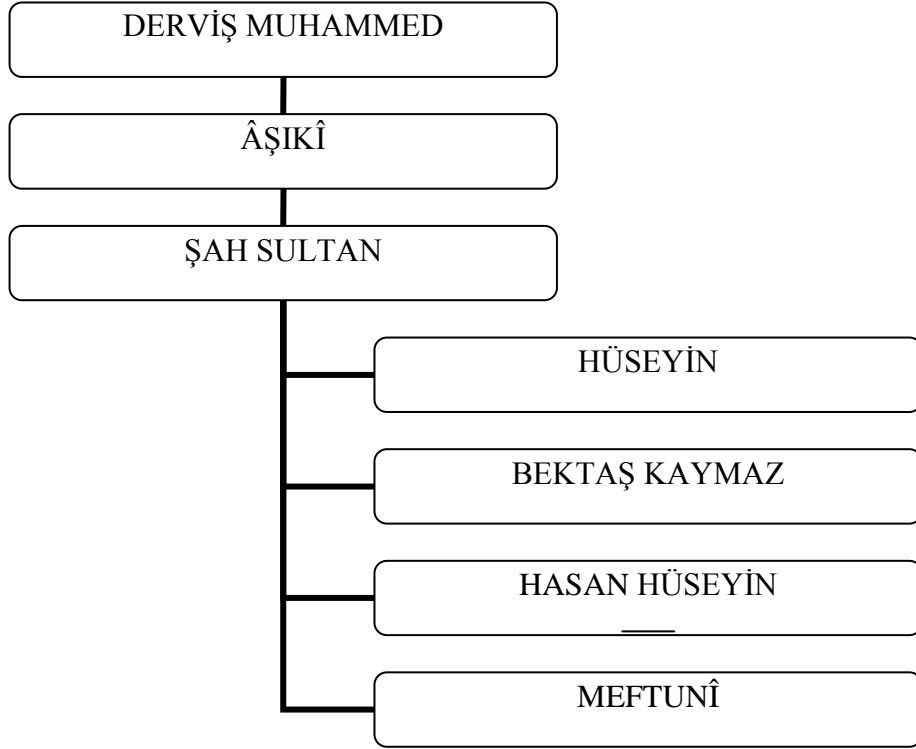 DERVİŞ MUHAMMED
ÂŞIKÎ
ŞAH SULTAN
HÜSEYİN
BEKTAŞ KAYMAZ
HASAN HÜSEYİN
MEFTUNÎ